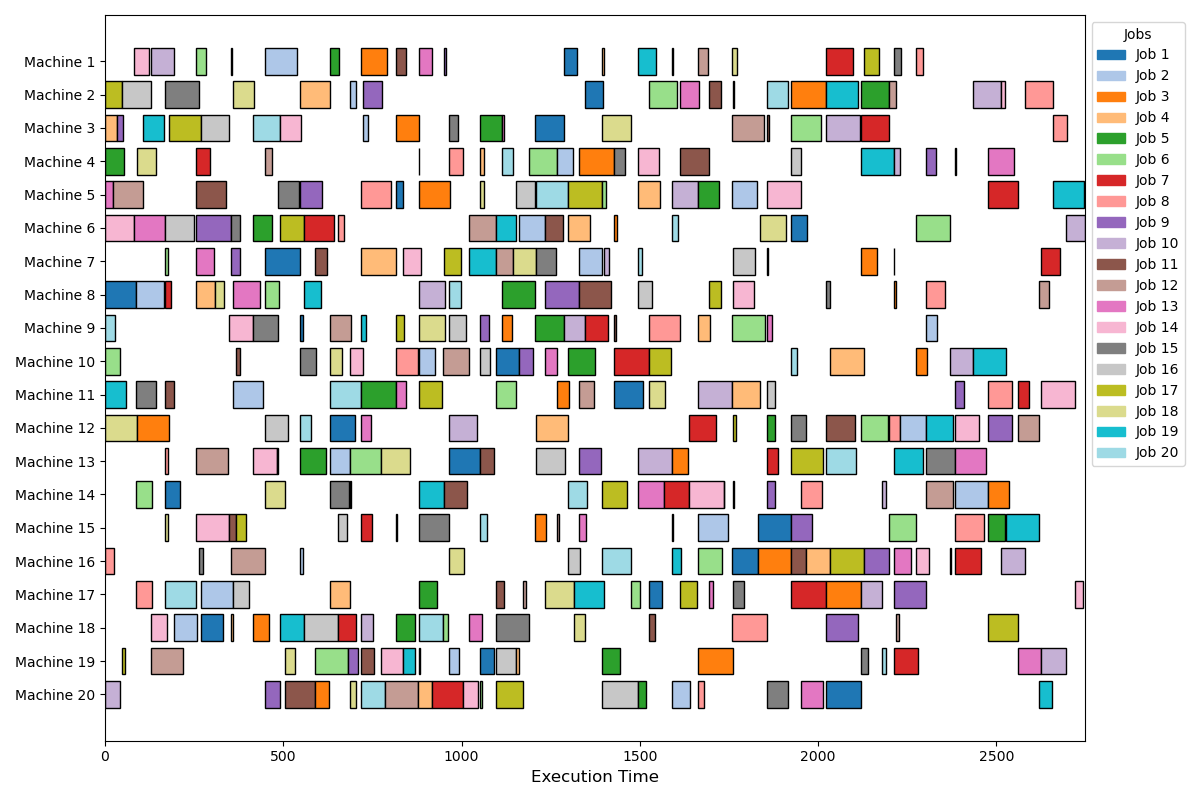 Machine 1
Machine 2
Machine 3
Machine 4
Machine 5
Machine 6
Machine 7
Machine 8
Machine 9
Machine 10
Machine 11
Machine 12
Machine 13
Machine 14
Machine 15
Machine 16
Machine 17
Machine 18
Machine 19
Machine 20
0 500 1000 1500 2000 2500
Execution Time
Jobs
Job 1
Job 2
Job 3
Job 4
Job 5
Job 6
Job 7
Job 8
Job 9
Job 10
Job 11
Job 12
Job 13
Job 14
Job 15
Job 16
Job 17
Job 18
Job 19
Job 20